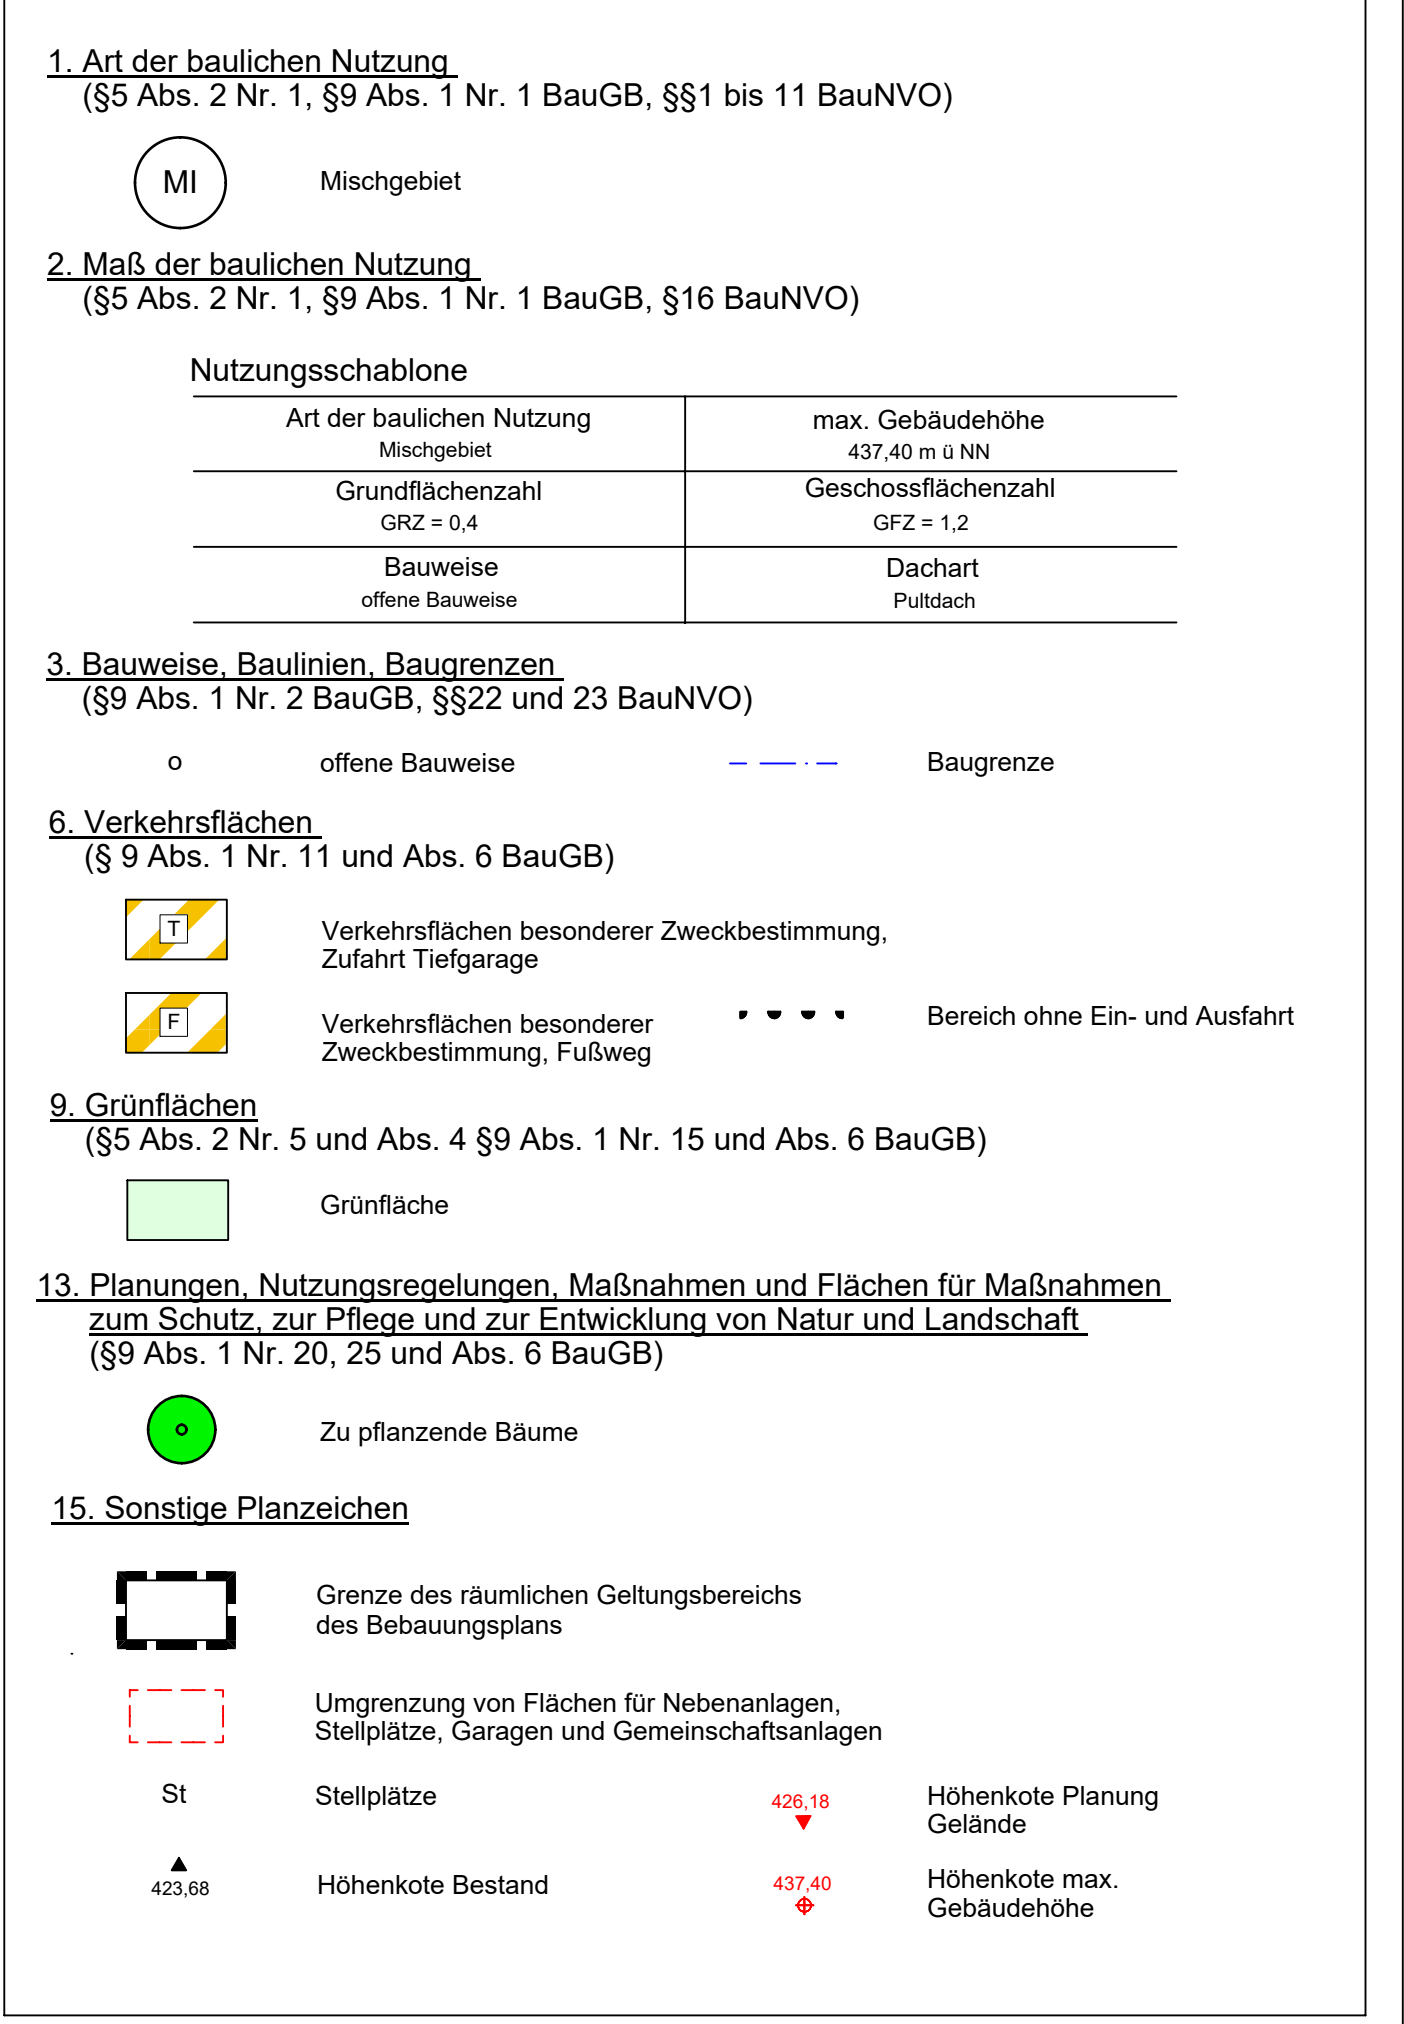 1. Art der baulichen Nutzung
(§5 Abs. 2 Nr. 1, §9 Abs. 1 Nr. 1 BauGB, §§1 bis 11 BauNVO)
MI Mischgebiet
2. Maß der baulichen Nutzung
(§5 Abs. 2 Nr. 1, §9 Abs. 1 Nr. 1 BauGB, §16 BauNVO)
Nutzungsschablone
Art der baulichen Nutzung
Mischgebiet
max. Gebäudehöhe
437,40 m ü NN
Grundflächenzahl
GRZ = 0,4
Geschossflächenzahl
GFZ = 1,2
Bauweise
offene Bauweise
Dachart
Pultdach
3. Bauweise, Baulinien, Baugrenzen
(§9 Abs. 1 Nr. 2 BauGB, §§22 und 23 BauNVO)
o offene Bauweise
Baugrenze
6. Verkehrsflächen
(§ 9 Abs. 1 Nr. 11 und Abs. 6 BauGB)
T
Verkehrsflächen besonderer Zweckbestimmung,
Zufahrt Tiefgarage
F
Verkehrsflächen besonderer
Zweckbestimmung, Fußweg
Bereich ohne Ein- und Ausfahrt
9. Grünflächen
(§5 Abs. 2 Nr. 5 und Abs. 4 §9 Abs. 1 Nr. 15 und Abs. 6 BauGB)
Grünfläche
13. Planungen, Nutzungsregelungen, Maßnahmen und Flächen für Maßnahmen
zum Schutz, zur Pflege und zur Entwicklung von Natur und Landschaft
(§9 Abs. 1 Nr. 20, 25 und Abs. 6 BauGB)
Zu pflanzende Bäume
15. Sonstige Planzeichen
Grenze des räumlichen Geltungsbereichs
des Bebauungsplans
Umgrenzung von Flächen für Nebenanlagen,
Stellplätze, Garagen und Gemeinschaftsanlagen
St Stellplätze
426,18
Höhenkote Planung
Gelände
423,68
Höhenkote Bestand
437,40
Höhenkote max.
Gebäudehöhe